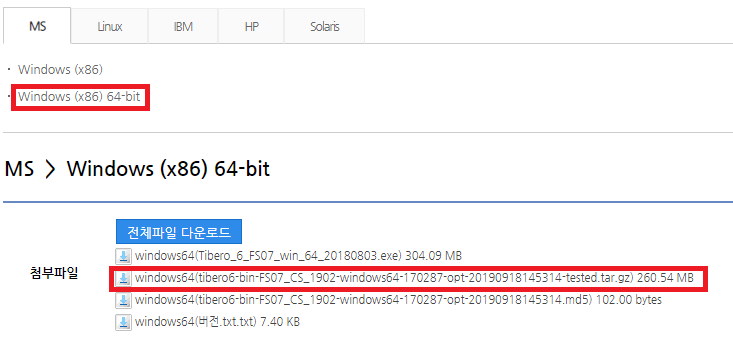 MS Linux IBM HP Solaris
· Windows (x86)
· Windows (x86) 64-bit
MS > Windows (x86) 64-bit
전체파일 다운로드
windows64(Tibero_6_FS07_win_64_20180803.exe) 304.09 MB
첨부파일 windows64(tibero6-bin-FS07_CS_1902-windows64-170287-opt-20190918145314-tested.tar.gz) 260.54 MB
windows64(tibero6-bin-FS07_CS_1902-windows64-170287-opt-20190918145314.md5) 102.00 bytes
windows64(버전.txt.txt) 7.40 KB